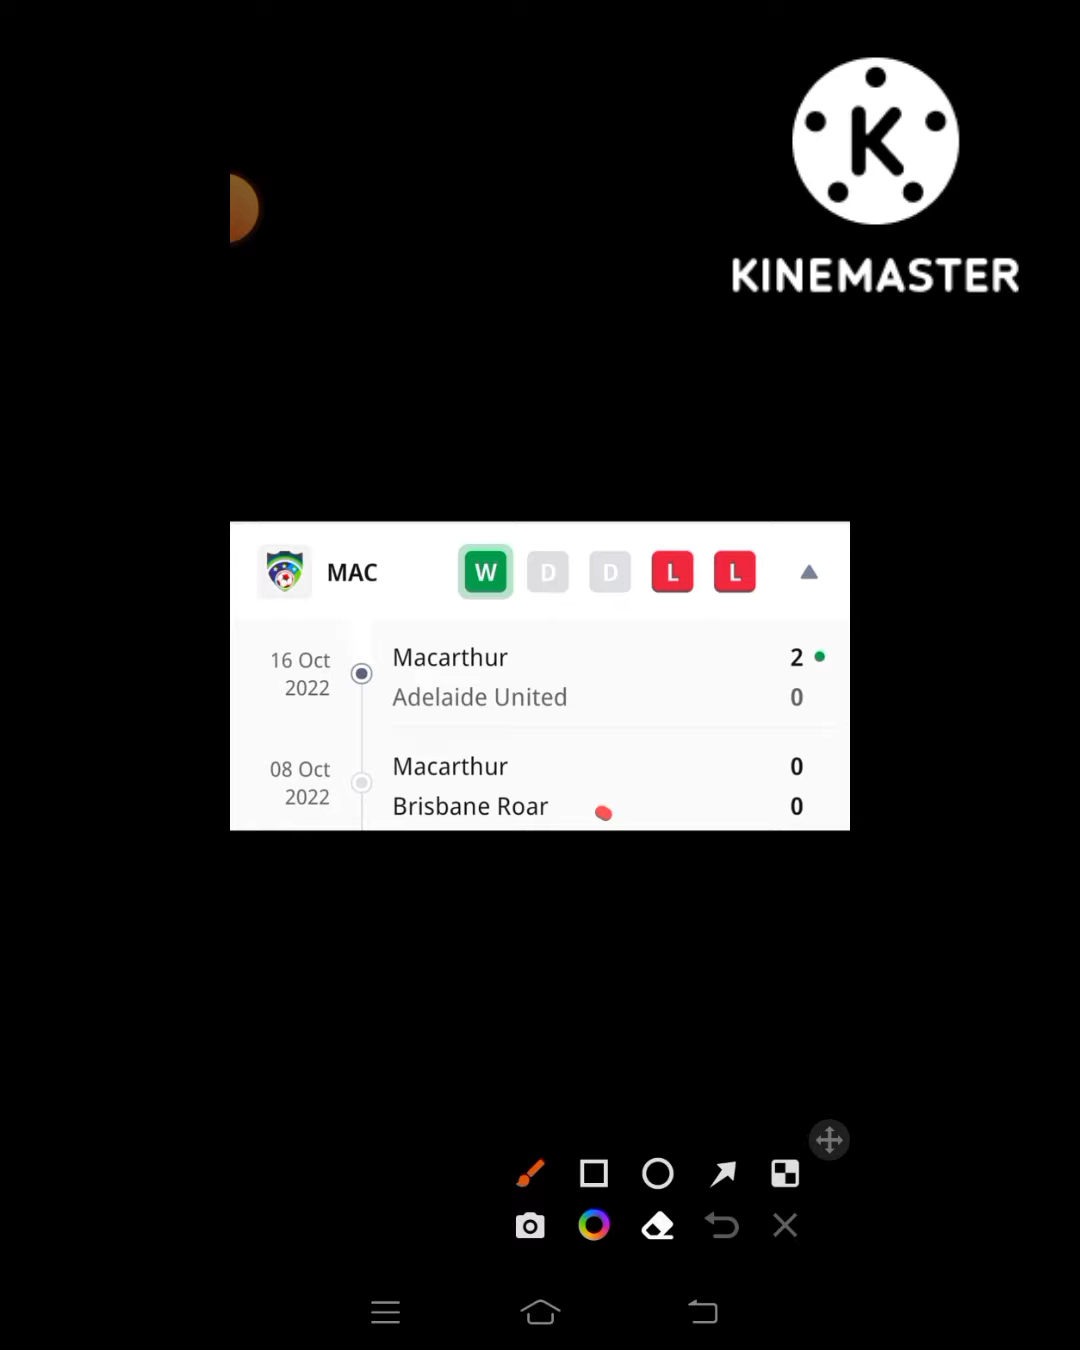 K
KINEMASTER
MAC W D D L L
16 Oct
2022
Macarthur 2
Adelaide United 0
08 Oct
2022
Macarthur 0
Brisbane Roar 0